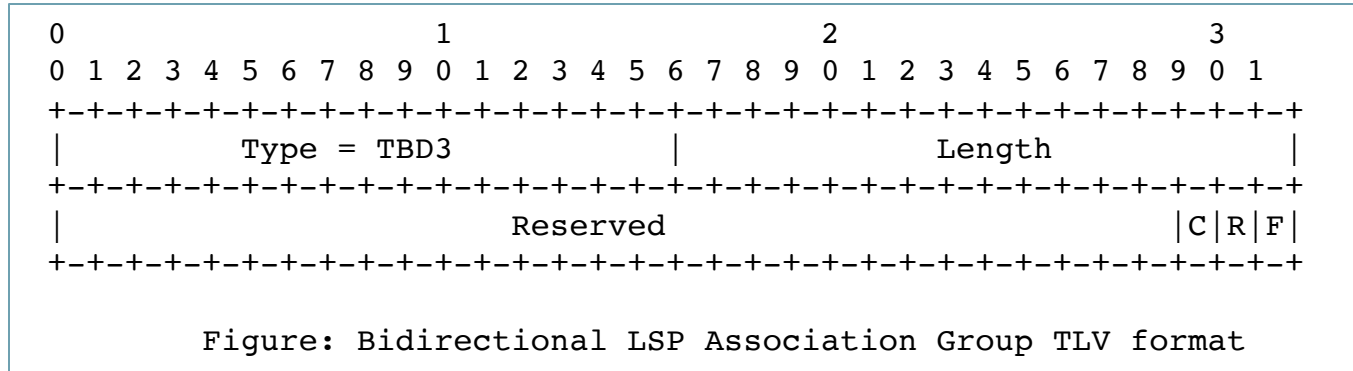 0                   1                   2                   3
0 1 2 3 4 5 6 7 8 9 0 1 2 3 4 5 6 7 8 9 0 1 2 3 4 5 6 7 8 9 0 1
+-+-+-+-+-+-+-+-+-+-+-+-+-+-+-+-+-+-+-+-+-+-+-+-+-+-+-+-+-+-+-+-+
|         Type = TBD3           |             Length            |
+-+-+-+-+-+-+-+-+-+-+-+-+-+-+-+-+-+-+-+-+-+-+-+-+-+-+-+-+-+-+-+-+
|                       Reserved                          |C|R|F|
+-+-+-+-+-+-+-+-+-+-+-+-+-+-+-+-+-+-+-+-+-+-+-+-+-+-+-+-+-+-+-+-+
Figure: Bidirectional LSP Association Group TLV format